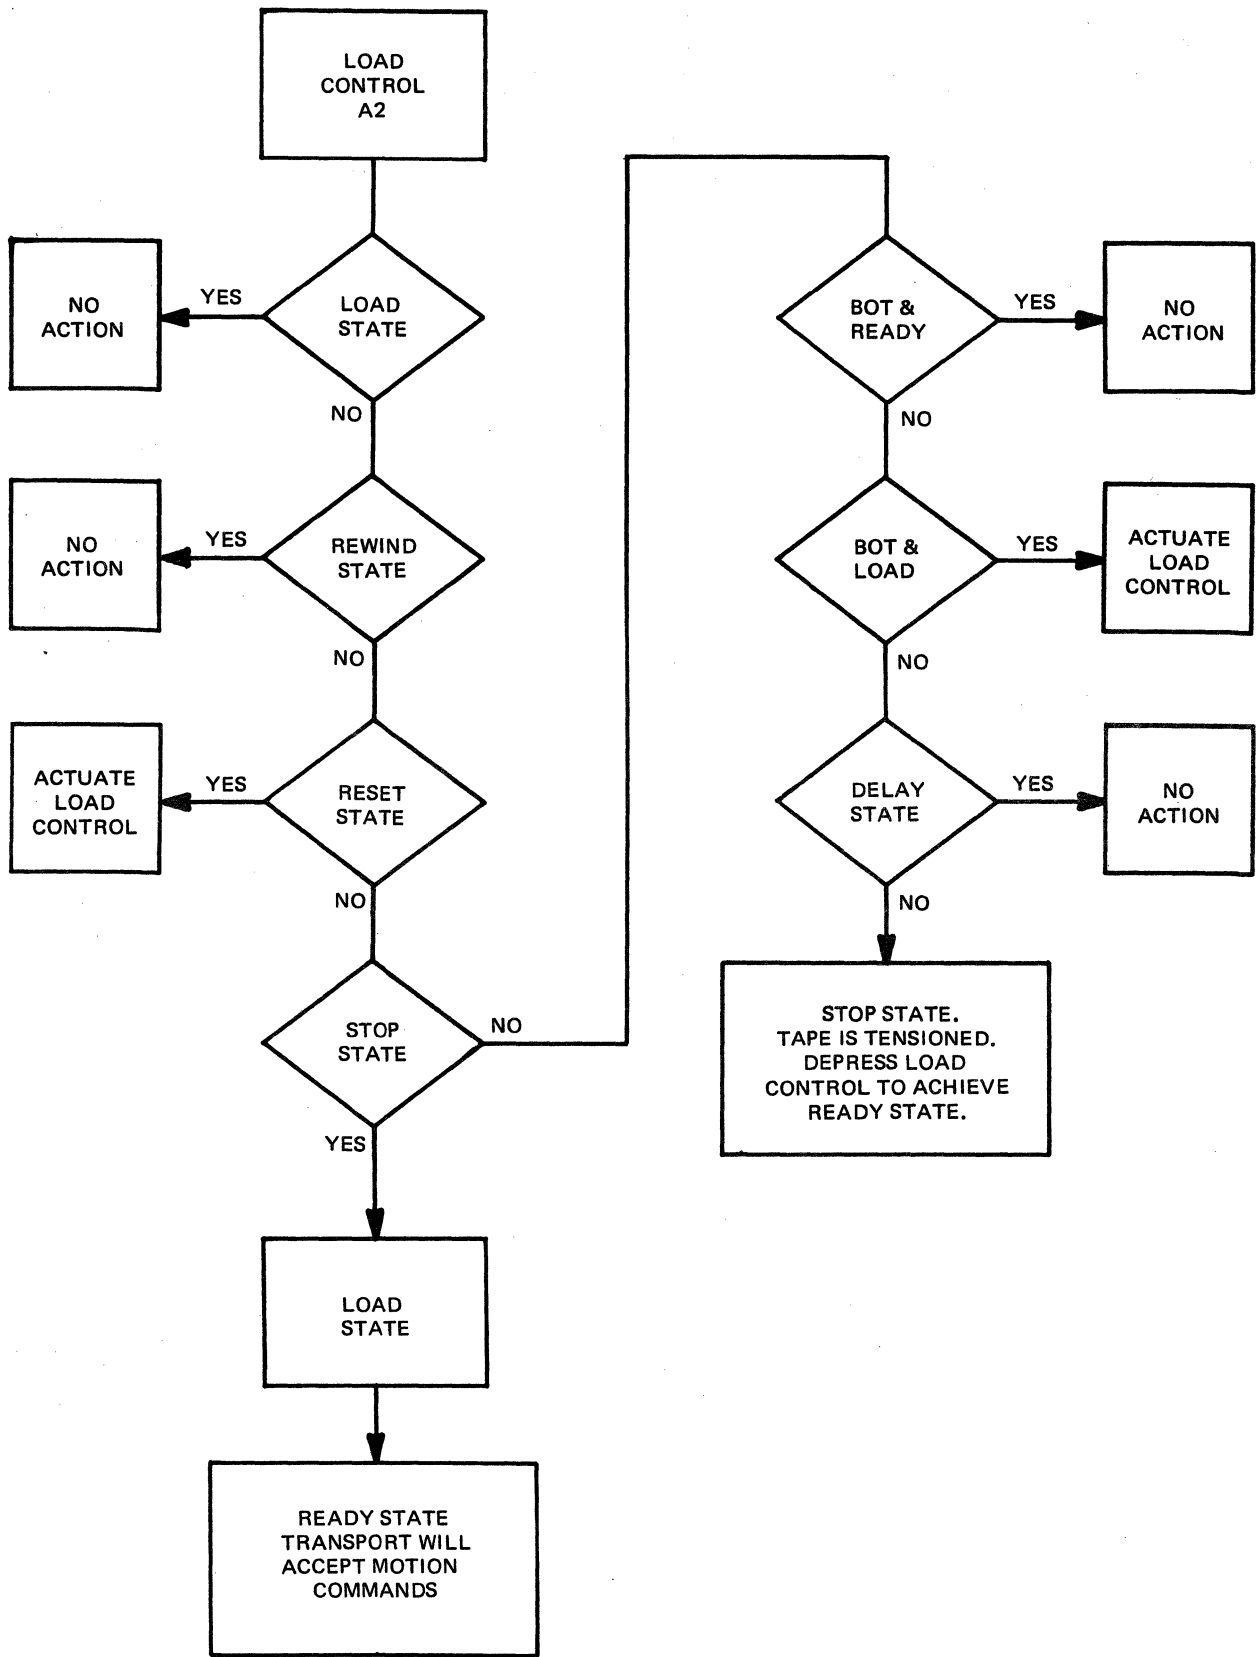 LOAD
CONTROL
A2
LOAD
STATE
YES
NO
ACTION
NO
REWIND
STATE
YES
NO
ACTION
NO
RESET
STATE
YES
ACTUATE
LOAD
CONTROL
NO
STOP
STATE
NO
YES
LOAD
STATE
READY STATE
TRANSPORT WILL
ACCEPT MOTION
COMMANDS
BOT &
READY
YES
NO
ACTION
NO
BOT &
LOAD
YES
ACTUATE
LOAD
CONTROL
NO
DELAY
STATE
YES
NO
ACTION
NO
STOP STATE.
TAPE IS TENSIONED.
DEPRESS LOAD
CONTROL TO ACHIEVE
READY STATE.